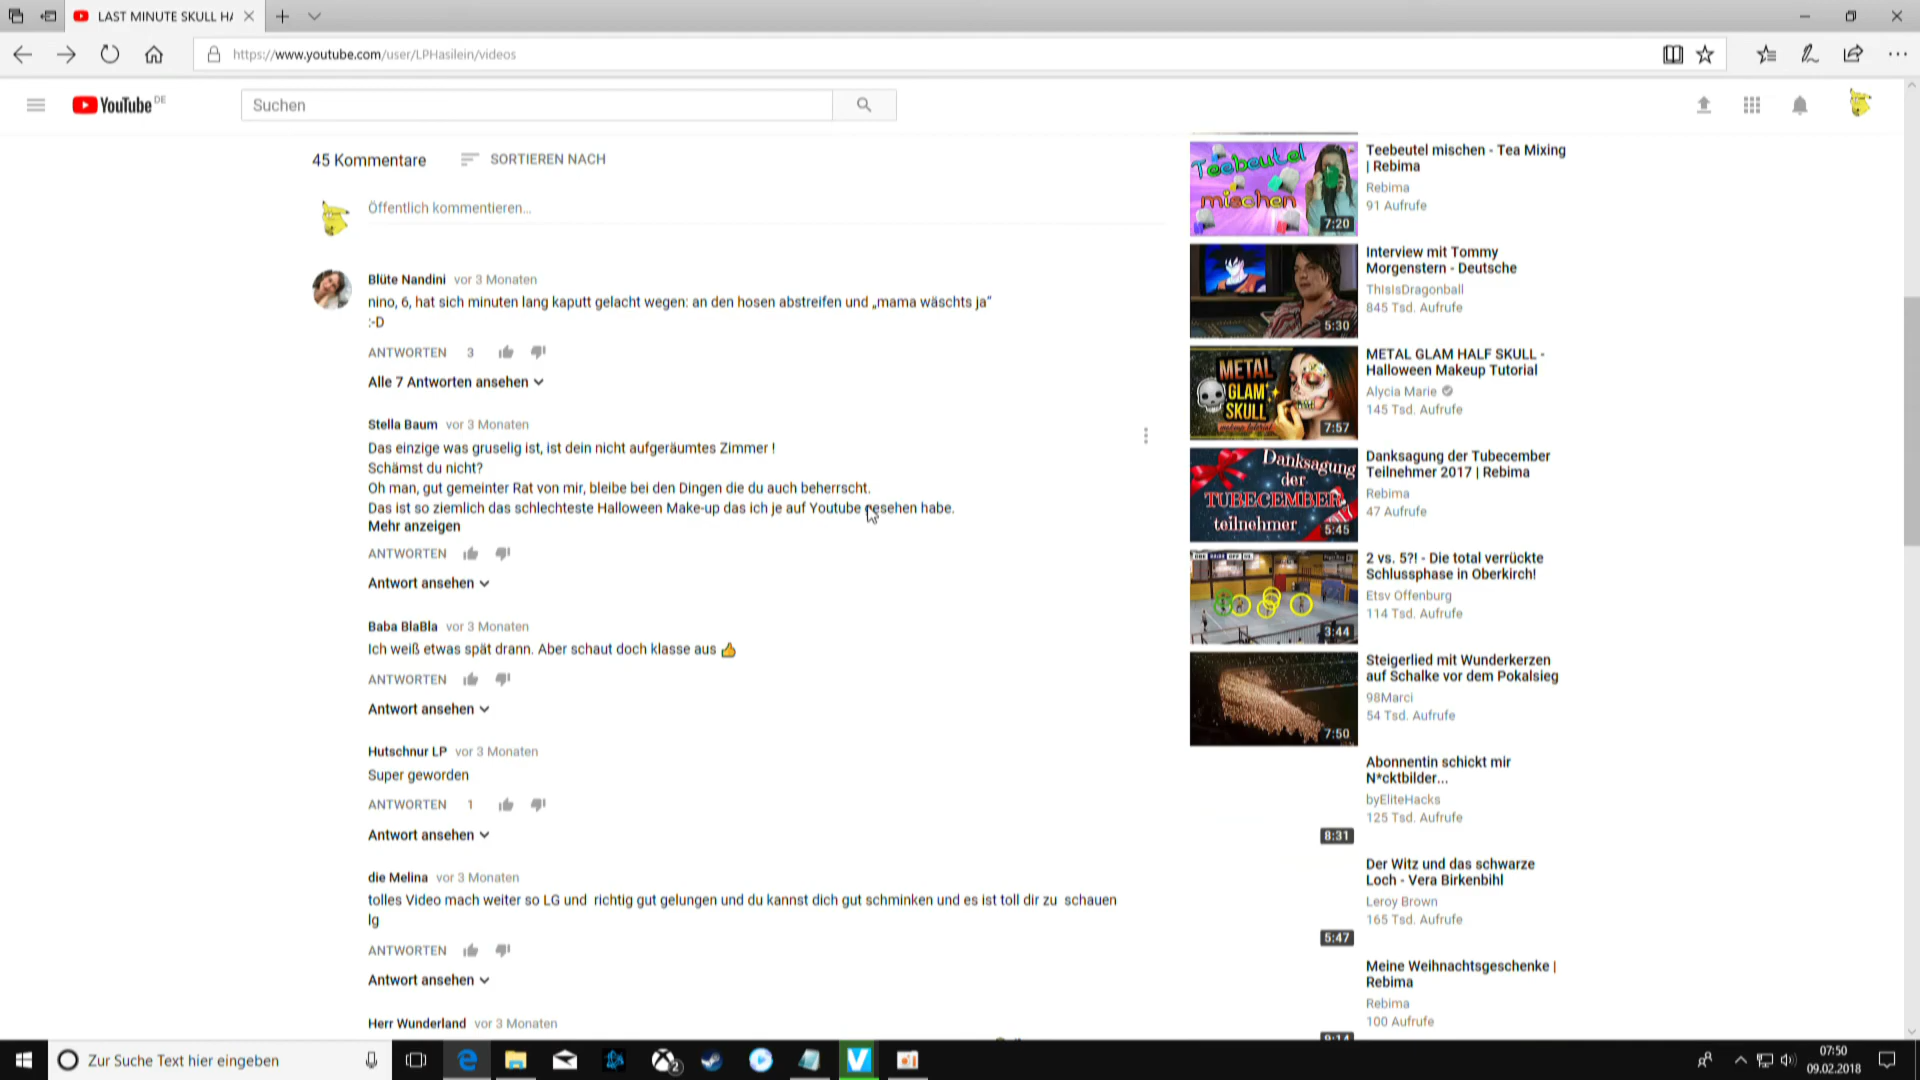 LAST MINUTE SKULL HA
https://www.youtube.com/user/LPHasilein/videos
YouTube DE
Suchen
45 Kommentare
SORTIEREN NACH
Öffentlich kommentieren...
Blüte Nandini vor 3 Monaten
nino, 6, hat sich minuten lang kaputt gelacht wegen: an den hosen abstreifen und „mama wäschts ja“
:-D
ANTWORTEN 3
Alle 7 Antworten ansehen
Stella Baum vor 3 Monaten
Das einzige was gruselig ist, ist dein nicht aufgeräumtes Zimmer !
Schämst du nicht?
Oh man, gut gemeinter Rat von mir, bleibe bei den Dingen die du auch beherrscht.
Das ist so ziemlich das schlechteste Halloween Make-up das ich je auf Youtube gesehen habe.
Mehr anzeigen
ANTWORTEN
Antwort ansehen
Baba BlaBla vor 3 Monaten
Ich weiß etwas spät drann. Aber schaut doch klasse aus 👍
ANTWORTEN
Antwort ansehen
Hutschnur LP vor 3 Monaten
Super geworden
ANTWORTEN 1
Antwort ansehen
die Melina vor 3 Monaten
tolles Video mach weiter so LG und richtig gut gelungen und du kannst dich gut schminken und es ist toll dir zu schauen
lg
ANTWORTEN
Antwort ansehen
Herr Wunderland vor 3 Monaten
Teebeutel
mischen
7:20
Teebeutel mischen - Tea Mixing
| Rebima
Rebima
91 Aufrufe
5:30
Interview mit Tommy
Morgenstern - Deutsche
ThIsIsDragonball
845 Tsd. Aufrufe
METAL
GLAM
SKULL
makeup tutorial
7:57
METAL GLAM HALF SKULL -
Halloween Makeup Tutorial
Alycia Marie
145 Tsd. Aufrufe
Danksagung
der
TUBECEMBER
teilnehmer
5:45
Danksagung der Tubecember
Teilnehmer 2017 | Rebima
Rebima
47 Aufrufe
3:44
2 vs. 5?! - Die total verrückte
Schlussphase in Oberkirch!
Etsv Offenburg
114 Tsd. Aufrufe
7:50
Steigerlied mit Wunderkerzen
auf Schalke vor dem Pokalsieg
98Marci
54 Tsd. Aufrufe
8:31
Abonnentin schickt mir
N*cktbilder...
byEliteHacks
125 Tsd. Aufrufe
5:47
Der Witz und das schwarze
Loch - Vera Birkenbihl
Leroy Brown
165 Tsd. Aufrufe
Meine Weihnachtsgeschenke |
Rebima
Rebima
100 Aufrufe
Zur Suche Text hier eingeben
2
07:50
09.02.2018